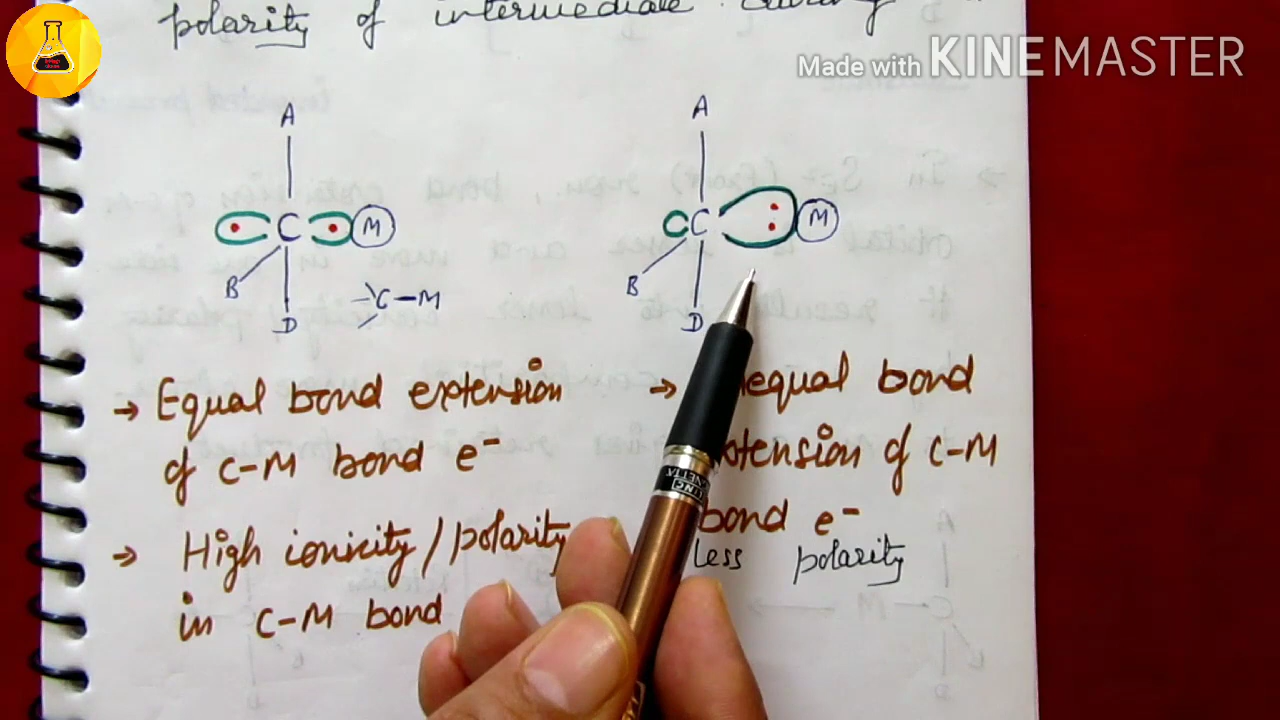 polarity of intermediate
Made with KINEMASTER
A
C
M
B
D
C-M
A
C
M
B
D
→ Equal bond extension
of C-M bond e⁻
→ High ionicity/polarity
in C-M bond
→ equal bond
extension of C-M
bond e⁻
less polarity